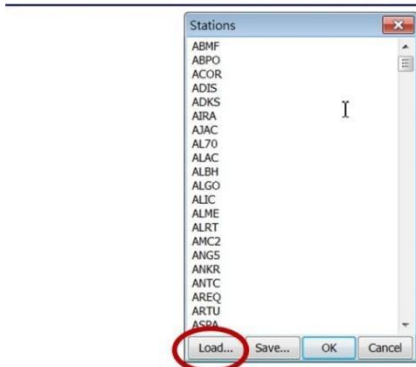 Stations
ABMF
ABPO
ACOR
ADIS
ADKS
AIRA
AJAC
AL70
ALAC
ALBH
ALGO
ALIC
ALME
ALRT
AMC2
ANG5
ANKR
ANTC
AREQ
ARTU
ASPA
Load... Save... OK Cancel